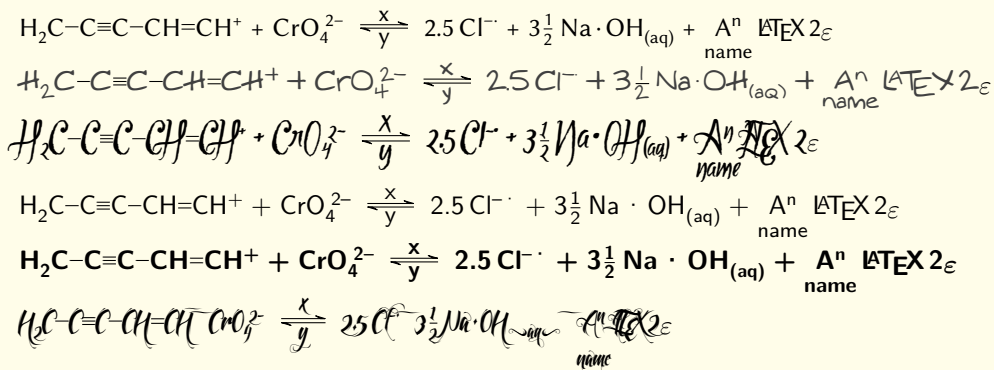 H₂C−C≡C−CH=CH⁺ + CrO₄²⁻ x ⇌ y 2.5 Cl⁻˙ + 3½ Na · OH(aq) + Aⁿ LATEX 2ε
name
H₂C−C≡C−CH=CH⁺ + CrO₄²⁻ x ⇌ y 2.5 Cl⁻˙ + 3½ Na · OH(aq) + Aⁿ LATEX 2ε
name
H₂C−C≡C−CH=CH⁺ + CrO₄²⁻ x ⇌ y 2.5 Cl⁻˙ + 3½ Na · OH(aq) + Aⁿ LATEX 2ε
name
H₂C−C≡C−CH=CH⁺ + CrO₄²⁻ x ⇌ y 2.5 Cl⁻˙ + 3½ Na · OH(aq) + Aⁿ LATEX 2ε
name
H₂C−C≡C−CH=CH⁺ + CrO₄²⁻ x ⇌ y 2.5 Cl⁻˙ + 3½ Na · OH(aq) + Aⁿ LATEX 2ε
name
H₂C−C≡C−CH=CH CrO₄²⁻ x ⇌ y 2.5 Cl⁻ 3½ Na·OH aq Aⁿ LATEX 2ε
name